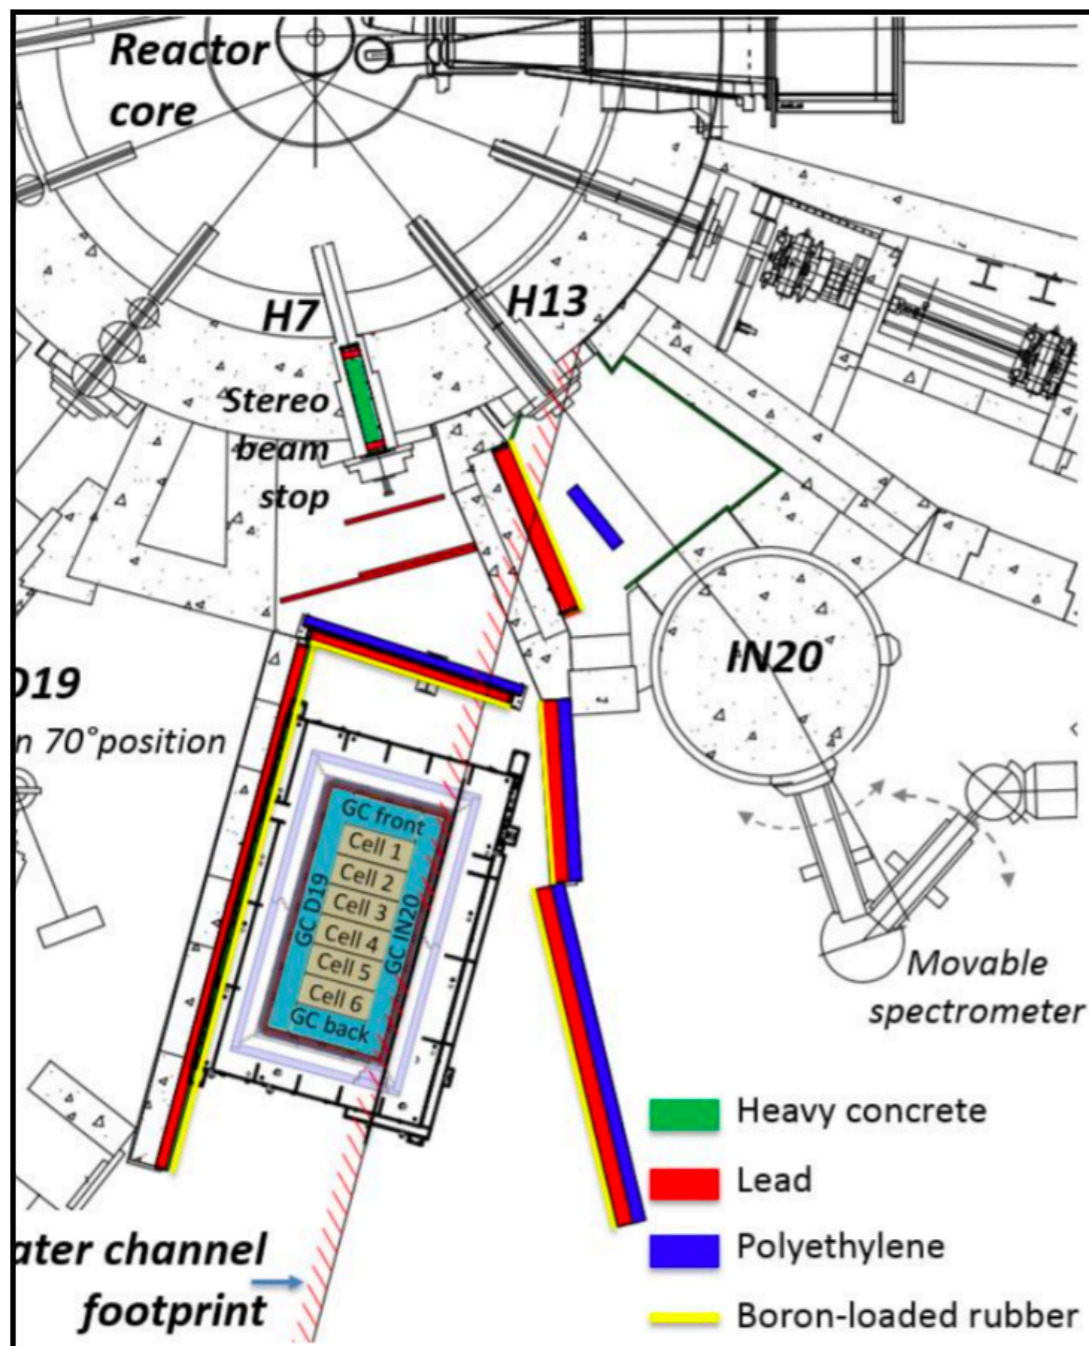 Reactor
core
H7
H13
Stereo
beam
stop
IN20
D19
n 70°position
GC front
Cell 1
Cell 2
Cell 3
Cell 4
Cell 5
Cell 6
GC back
GC D19
GC IN20
Movable
spectrometer
Heavy concrete
Lead
Polyethylene
Boron-loaded rubber
ater channel
footprint